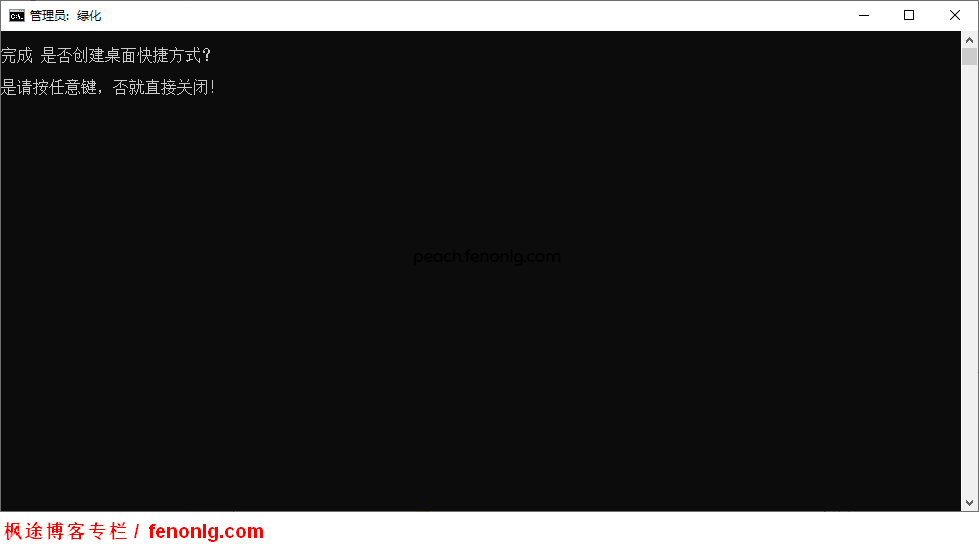 管理员: 绿化
完成 是否创建桌面快捷方式?
是请按任意键，否就直接关闭!
peach.fenonlg.com
枫途博客专栏 / fenonlg.com